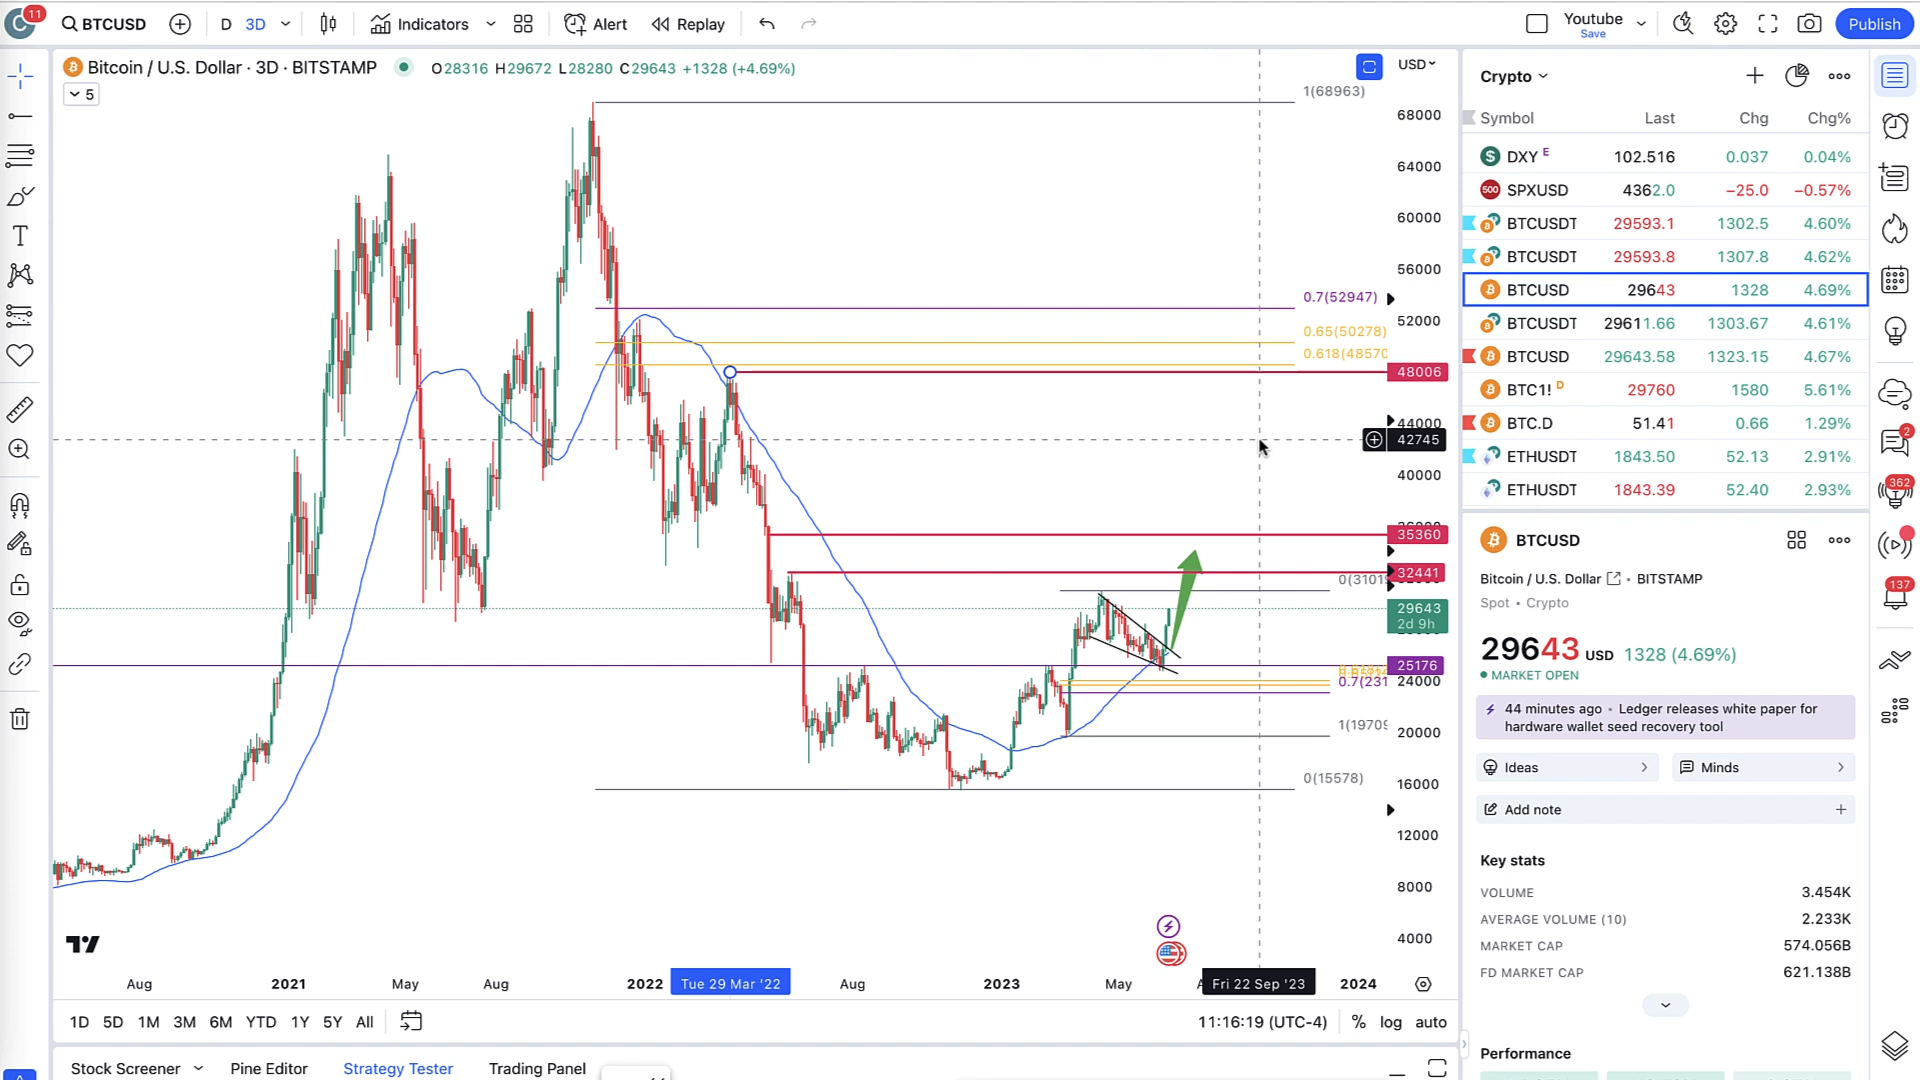 11
BTCUSD
D
3D
Indicators
Alert
Replay
Youtube
Save
Publish
Bitcoin / U.S. Dollar · 3D · BITSTAMP
O28316 H29672 L28280 C29643 +1328 (+4.69%)
5
USD
1(68963)
68000
64000
60000
56000
0.7(52947)
52000
0.65(50278)
0.618(48570
48006
44000
42745
40000
35360
32441
0(31019
29643
2d 9h
25176
24000
0.7(231
1(19709
20000
0(15578)
16000
12000
8000
4000
Aug
2021
May
Aug
2022
Tue 29 Mar '22
Aug
2023
May
Fri 22 Sep '23
2024
1D 5D 1M 3M 6M YTD 1Y 5Y All
11:16:19 (UTC-4)
% log auto
Stock Screener
Pine Editor
Strategy Tester
Trading Panel
Crypto
Symbol Last Chg Chg%
DXY E 102.516 0.037 0.04%
500 SPXUSD 4362.0 −25.0 −0.57%
BTCUSDT 29593.1 1302.5 4.60%
BTCUSDT 29593.8 1307.8 4.62%
BTCUSD 29643 1328 4.69%
BTCUSDT 29611.66 1303.67 4.61%
BTCUSD 29643.58 1323.15 4.67%
BTC1! D 29760 1580 5.61%
BTC.D 51.41 0.66 1.29%
ETHUSDT 1843.50 52.13 2.91%
ETHUSDT 1843.39 52.40 2.93%
BTCUSD
Bitcoin / U.S. Dollar • BITSTAMP
Spot • Crypto
29643 USD 1328 (4.69%)
MARKET OPEN
44 minutes ago • Ledger releases white paper for
hardware wallet seed recovery tool
Ideas
Minds
Add note
Key stats
VOLUME 3.454K
AVERAGE VOLUME (10) 2.233K
MARKET CAP 574.056B
FD MARKET CAP 621.138B
Performance
2
362
137